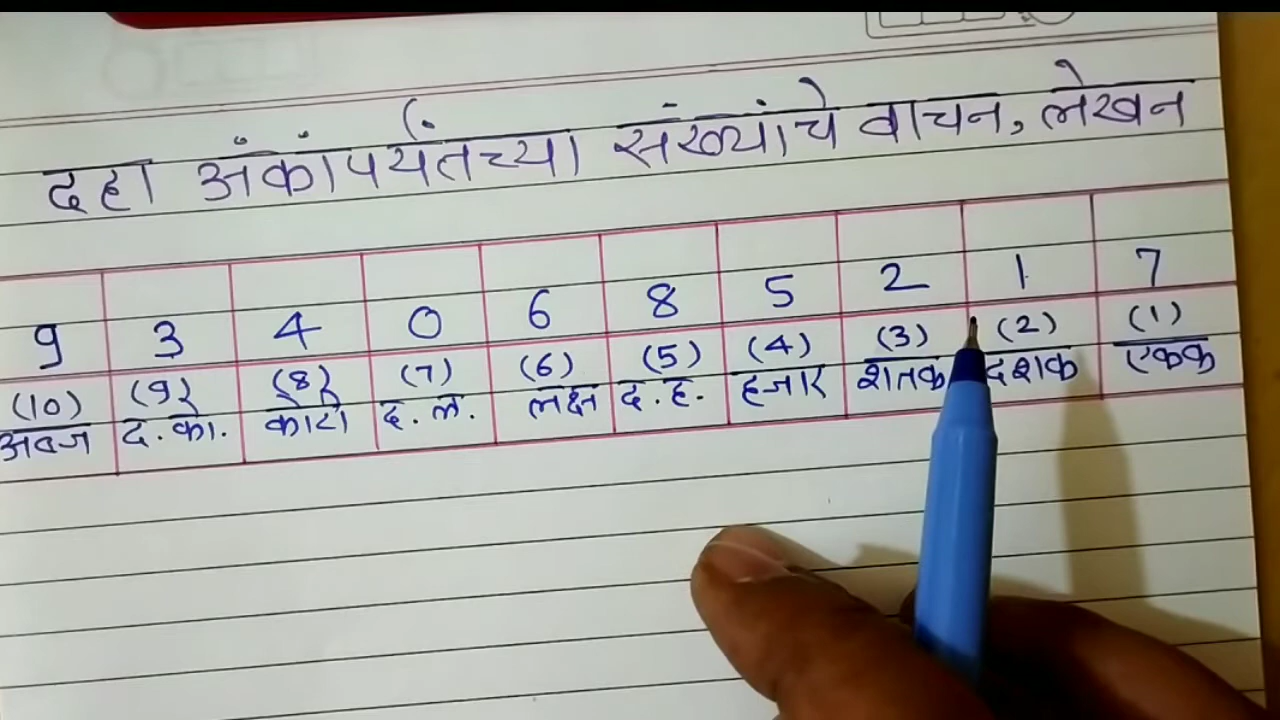 दहा अंकांपर्यंतच्या संख्यांचे वाचन, लेखन
9 3 4 0 6 8 5 2 1 7
(10) (9) (8) (7) (6) (5) (4) (3) (2) (1)
अब्ज द.को. कोटी द.ल. लक्ष द.ह. हजार शतक दशक एकक